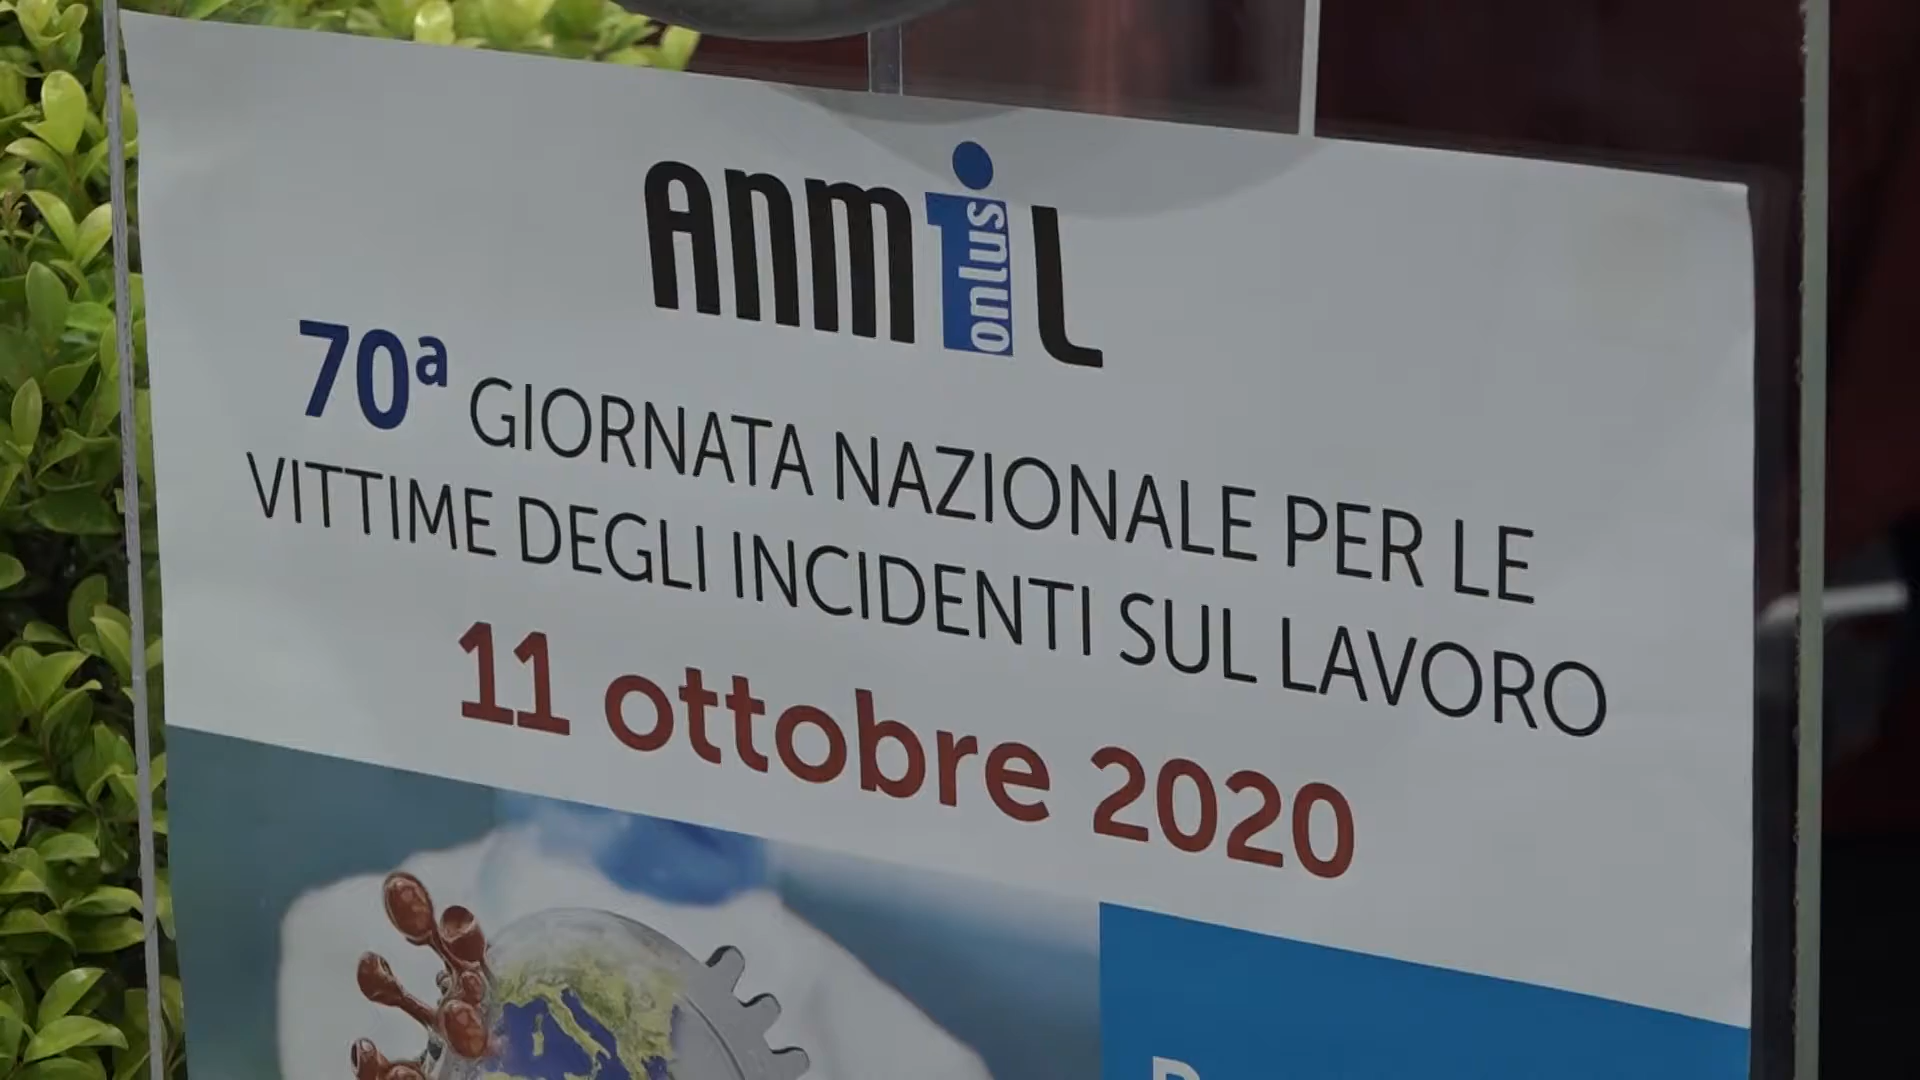 ANMiL
onlus
70ª GIORNATA NAZIONALE PER LE
VITTIME DEGLI INCIDENTI SUL LAVORO
11 ottobre 2020